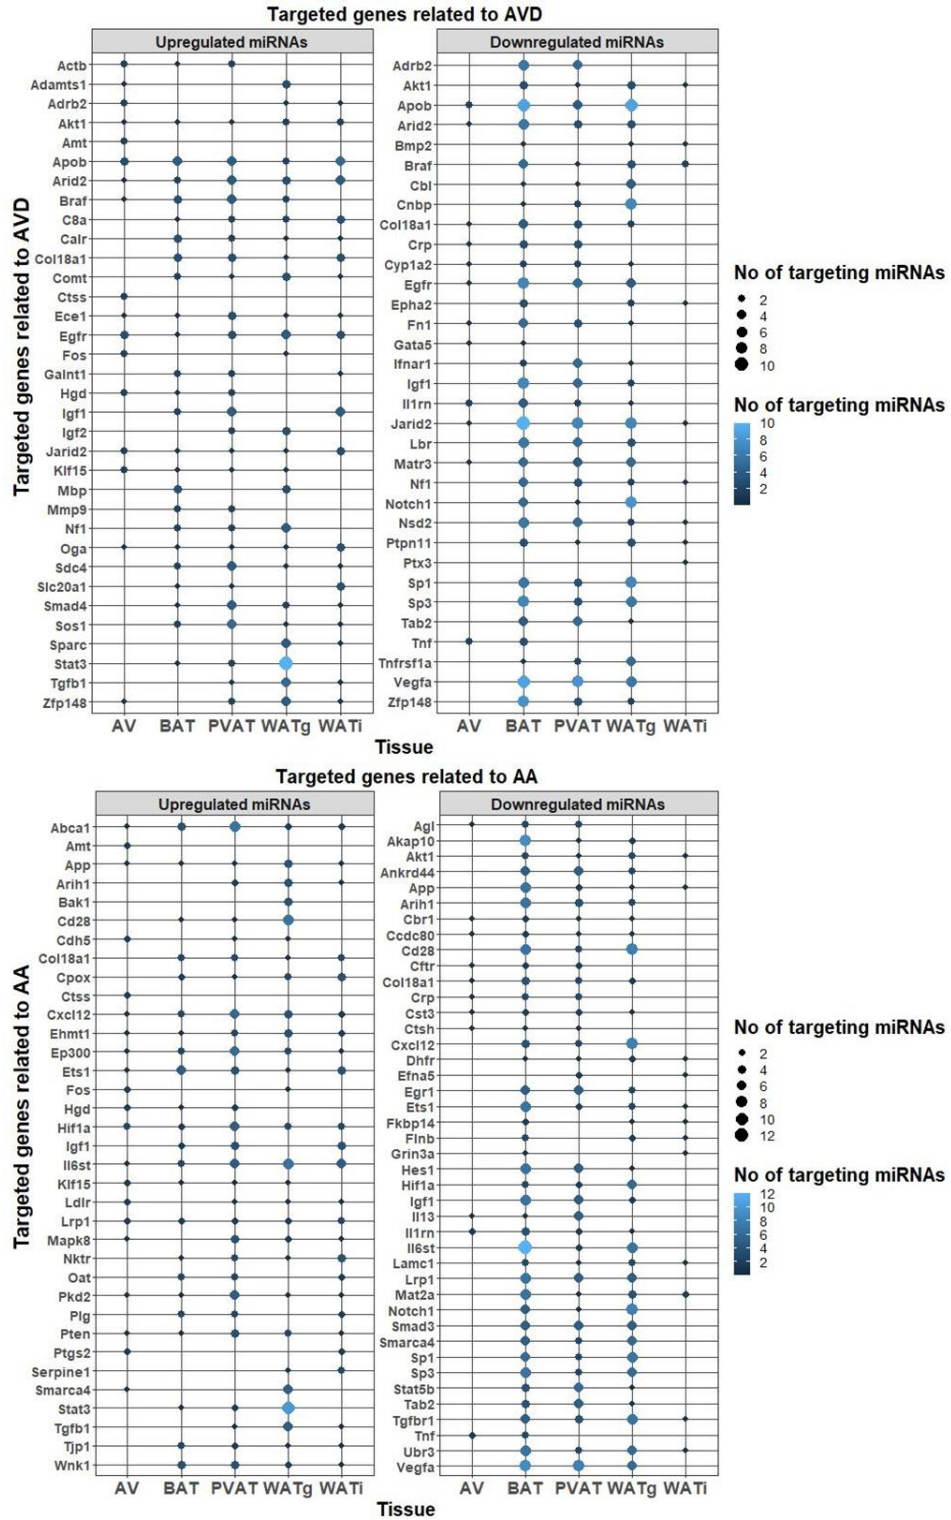 Targeted genes related to AVD
Upregulated miRNAs
Downregulated miRNAs
Targeted genes related to AVD
Actb
Adamts1
Adrb2
Akt1
Amt
Apob
Arid2
Braf
C8a
Calr
Col18a1
Comt
Ctss
Ece1
Egfr
Fos
Galnt1
Hgd
Igf1
Igf2
Jarid2
Klf15
Mbp
Mmp9
Nf1
Oga
Sdc4
Slc20a1
Smad4
Sos1
Sparc
Stat3
Tgfb1
Zfp148
AV BAT PVAT WATg WATi
Adrb2
Akt1
Apob
Arid2
Bmp2
Braf
Cbl
Cnbp
Col18a1
Crp
Cyp1a2
Egfr
Epha2
Fn1
Gata5
Ifnar1
Igf1
Il1rn
Jarid2
Lbr
Matr3
Nf1
Notch1
Nsd2
Ptpn11
Ptx3
Sp1
Sp3
Tab2
Tnf
Tnfrsf1a
Vegfa
Zfp148
AV BAT PVAT WATg WATi
Tissue
No of targeting miRNAs
2
4
6
8
10
No of targeting miRNAs
10
8
6
4
2
Targeted genes related to AA
Upregulated miRNAs
Downregulated miRNAs
Targeted genes related to AA
Abca1
Amt
App
Arih1
Bak1
Cd28
Cdh5
Col18a1
Cpox
Ctss
Cxcl12
Ehmt1
Ep300
Ets1
Fos
Hgd
Hif1a
Igf1
Il6st
Klf15
Ldlr
Lrp1
Mapk8
Nktr
Oat
Pkd2
Plg
Pten
Ptgs2
Serpine1
Smarca4
Stat3
Tgfb1
Tjp1
Wnk1
AV BAT PVAT WATg WATi
Agl
Akap10
Akt1
Ankrd44
App
Arih1
Cbr1
Ccdc80
Cd28
Cftr
Col18a1
Crp
Cst3
Ctsh
Cxcl12
Dhfr
Efna5
Egr1
Ets1
Fkbp14
Flnb
Grin3a
Hes1
Hif1a
Igf1
Il13
Il1rn
Il6st
Lamc1
Lrp1
Mat2a
Notch1
Smad3
Smarca4
Sp1
Sp3
Stat5b
Tab2
Tgfbr1
Tnf
Ubr3
Vegfa
AV BAT PVAT WATg WATi
Tissue
No of targeting miRNAs
2
4
6
8
10
12
No of targeting miRNAs
12
10
8
6
4
2